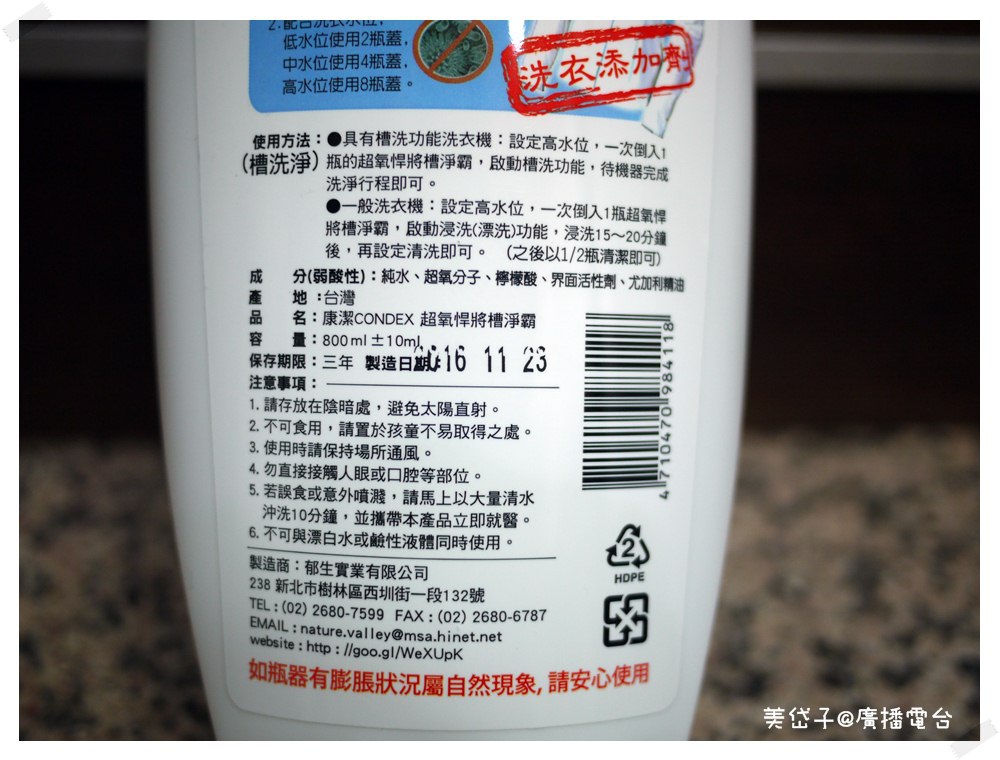 2.配合洗衣水位,
低水位使用2瓶蓋,
中水位使用4瓶蓋,
高水位使用8瓶蓋。
洗衣添加劑
使用方法：●具有槽洗功能洗衣機：設定高水位，一次倒入1
(槽洗淨) 瓶的超氧悍將槽淨霸，啟動槽洗功能，待機器完成
洗淨行程即可。
●一般洗衣機：設定高水位，一次倒入1瓶超氧悍
將槽淨霸，啟動浸洗(漂洗)功能，浸洗15～20分鐘
後，再設定清洗即可。（之後以1/2瓶清潔即可)
成 分(弱酸性)：純水、超氧分子、檸檬酸、界面活性劑、尤加利精油
產 地：台灣
品 名：康潔CONDEX 超氧悍將槽淨霸
容 量：800ml±10ml
保存期限：三年 製造日期：2016 11 23
注意事項：
1. 請存放在陰暗處，避免太陽直射。
2. 不可食用，請置於孩童不易取得之處。
3. 使用時請保持場所通風。
4. 勿直接接觸人眼或口腔等部位。
5. 若誤食或意外噴濺，請馬上以大量清水
沖洗10分鐘，並攜帶本產品立即就醫。
6. 不可與漂白水或鹼性液體同時使用。
4710470984118
2
HDPE
製造商：郁生實業有限公司
238 新北市樹林區西圳街一段132號
TEL : (02) 2680-7599 FAX : (02) 2680-6787
EMAIL : nature.valley@msa.hinet.net
website : http : //goo.gl/WeXUpK
如瓶器有膨脹狀況屬自然現象, 請安心使用
美岱子@廣播電台